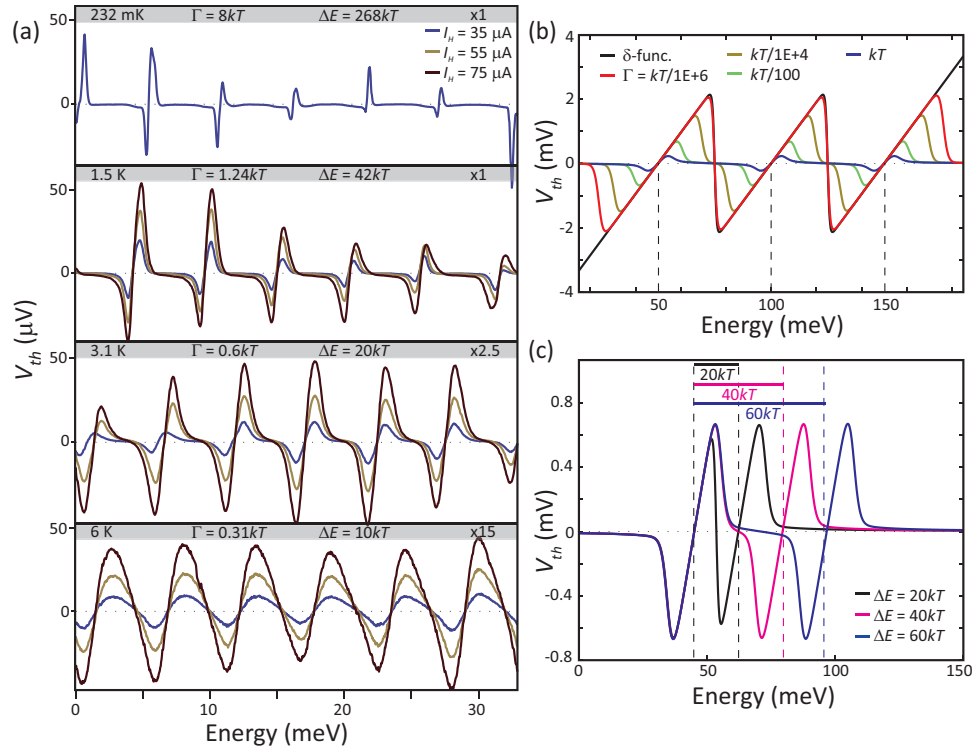 (a)
232 mK Γ = 8kT ΔE = 268kT x1
50
I_H = 35 μA
I_H = 55 μA
I_H = 75 μA
0
1.5 K Γ = 1.24kT ΔE = 42kT x1
50
0
V_th (μV)
3.1 K Γ = 0.6kT ΔE = 20kT x2.5
50
0
6 K Γ = 0.31kT ΔE = 10kT x15
50
0
0 10 20 30
Energy (meV)
(b)
δ-func. kT/1E+4 kT
Γ = kT/1E+6 kT/100
4
2
0
-2
-4
V_th (mV)
50 100 150
Energy (meV)
(c)
20kT
40kT
60kT
0.8
0.4
0
-0.4
-0.8
V_th (mV)
ΔE = 20kT
ΔE = 40kT
ΔE = 60kT
0 50 100 150
Energy (meV)